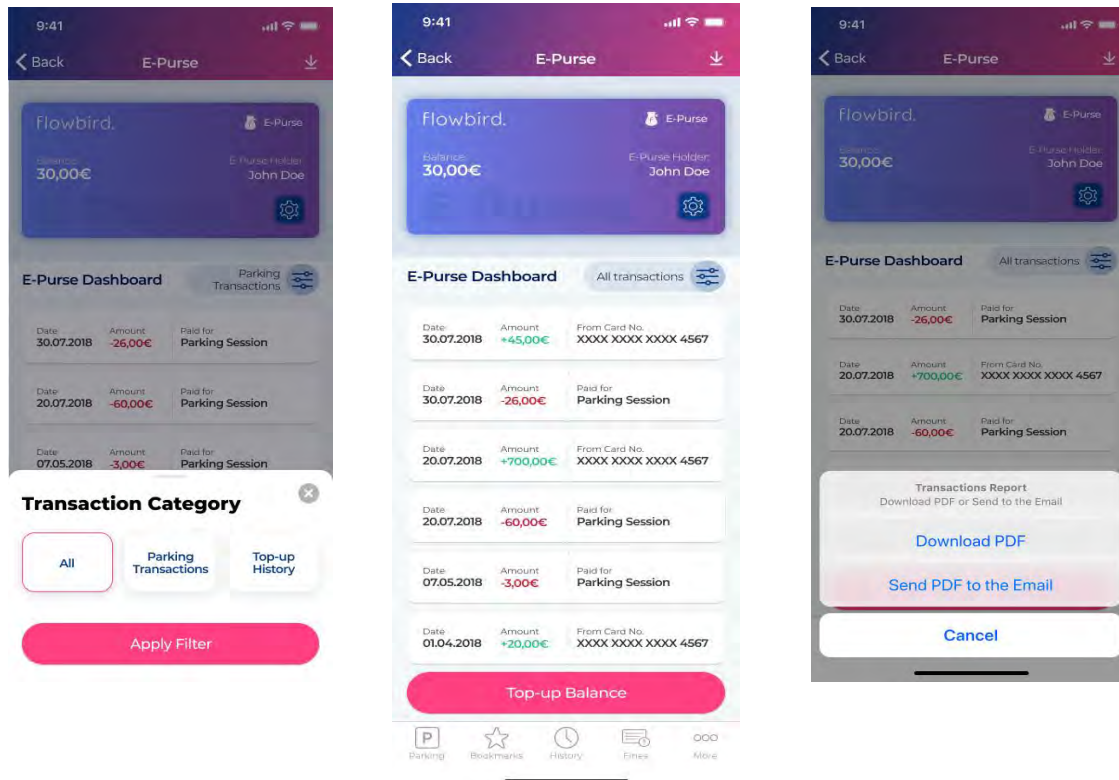 9:41
Back
E-Purse
flowbird.
E-Purse
Balance:
E-Purse Holder:
30,00€
John Doe
E-Purse Dashboard
Parking
Transactions
Date
Amount
Paid for
30.07.2018
-26,00€
Parking Session
Date
Amount
Paid for
20.07.2018
-60,00€
Parking Session
Date
Amount
Paid for
07.05.2018
-3,00€
Parking Session
Transaction Category
All
Parking
Transactions
Top-up
History
Apply Filter
9:41
Back
E-Purse
flowbird.
E-Purse
Balance:
E-Purse Holder:
30,00€
John Doe
E-Purse Dashboard
All transactions
Date
Amount
From Card No.
30.07.2018
+45,00€
XXXX XXXX XXXX 4567
Date
Amount
Paid for
30.07.2018
-26,00€
Parking Session
Date
Amount
From Card No.
20.07.2018
+700,00€
XXXX XXXX XXXX 4567
Date
Amount
Paid for
20.07.2018
-60,00€
Parking Session
Date
Amount
Paid for
07.05.2018
-3,00€
Parking Session
Date
Amount
From Card No.
01.04.2018
+20,00€
XXXX XXXX XXXX 4567
Top-up Balance
P
Parking
Bookmarks
History
Fines
More
9:41
Back
E-Purse
flowbird.
E-Purse
Balance:
E-Purse Holder:
30,00€
John Doe
E-Purse Dashboard
All transactions
Date
Amount
Paid for
30.07.2018
-26,00€
Parking Session
Date
Amount
From Card No.
20.07.2018
+700,00€
XXXX XXXX XXXX 4567
Date
Amount
Paid for
20.07.2018
-60,00€
Parking Session
Transactions Report
Download PDF or Send to the Email
Download PDF
Send PDF to the Email
Cancel